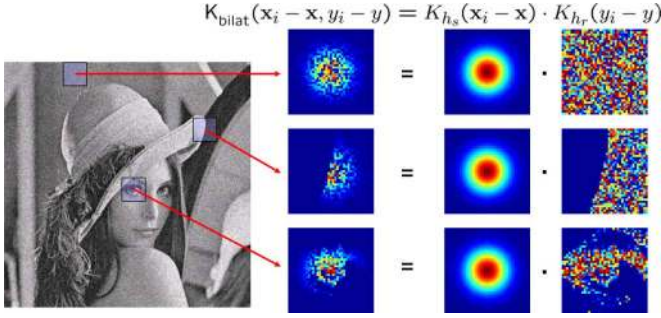 K_bilat(x_i − x, y_i − y) = K_{h_s}(x_i − x) · K_{h_r}(y_i − y)
= ·
= ·
= ·